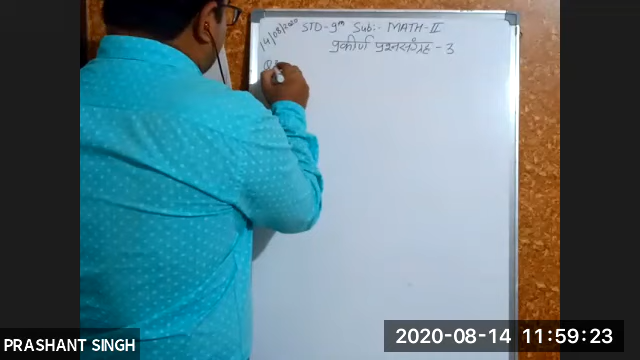 14/08/2020 STD-9th Sub:- MATH-II
प्रकीर्ण प्रश्नसंग्रह - 3
PRASHANT SINGH
2020-08-14 11:59:23